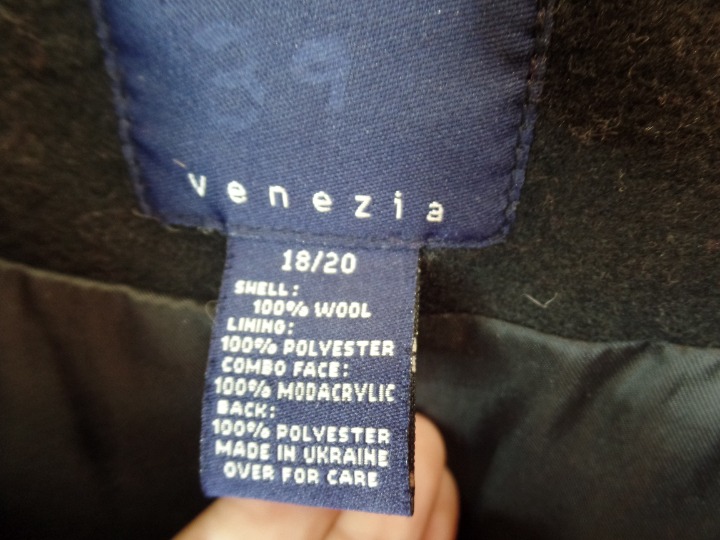 39
venezia
18/20
SHELL:
100% WOOL
LINING:
100% POLYESTER
COMBO FACE:
100% MODACRYLIC
BACK:
100% POLYESTER
MADE IN UKRAINE
OVER FOR CARE